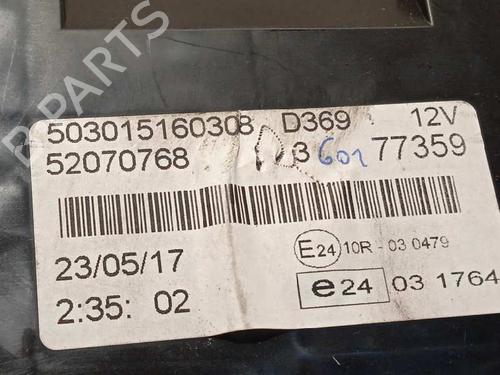 B-PARTS
503015160308 D369 12V
52070768 3 601 77359
23/05/17
2:35: 02
E24 10R - 03 0479
e24 03 1764